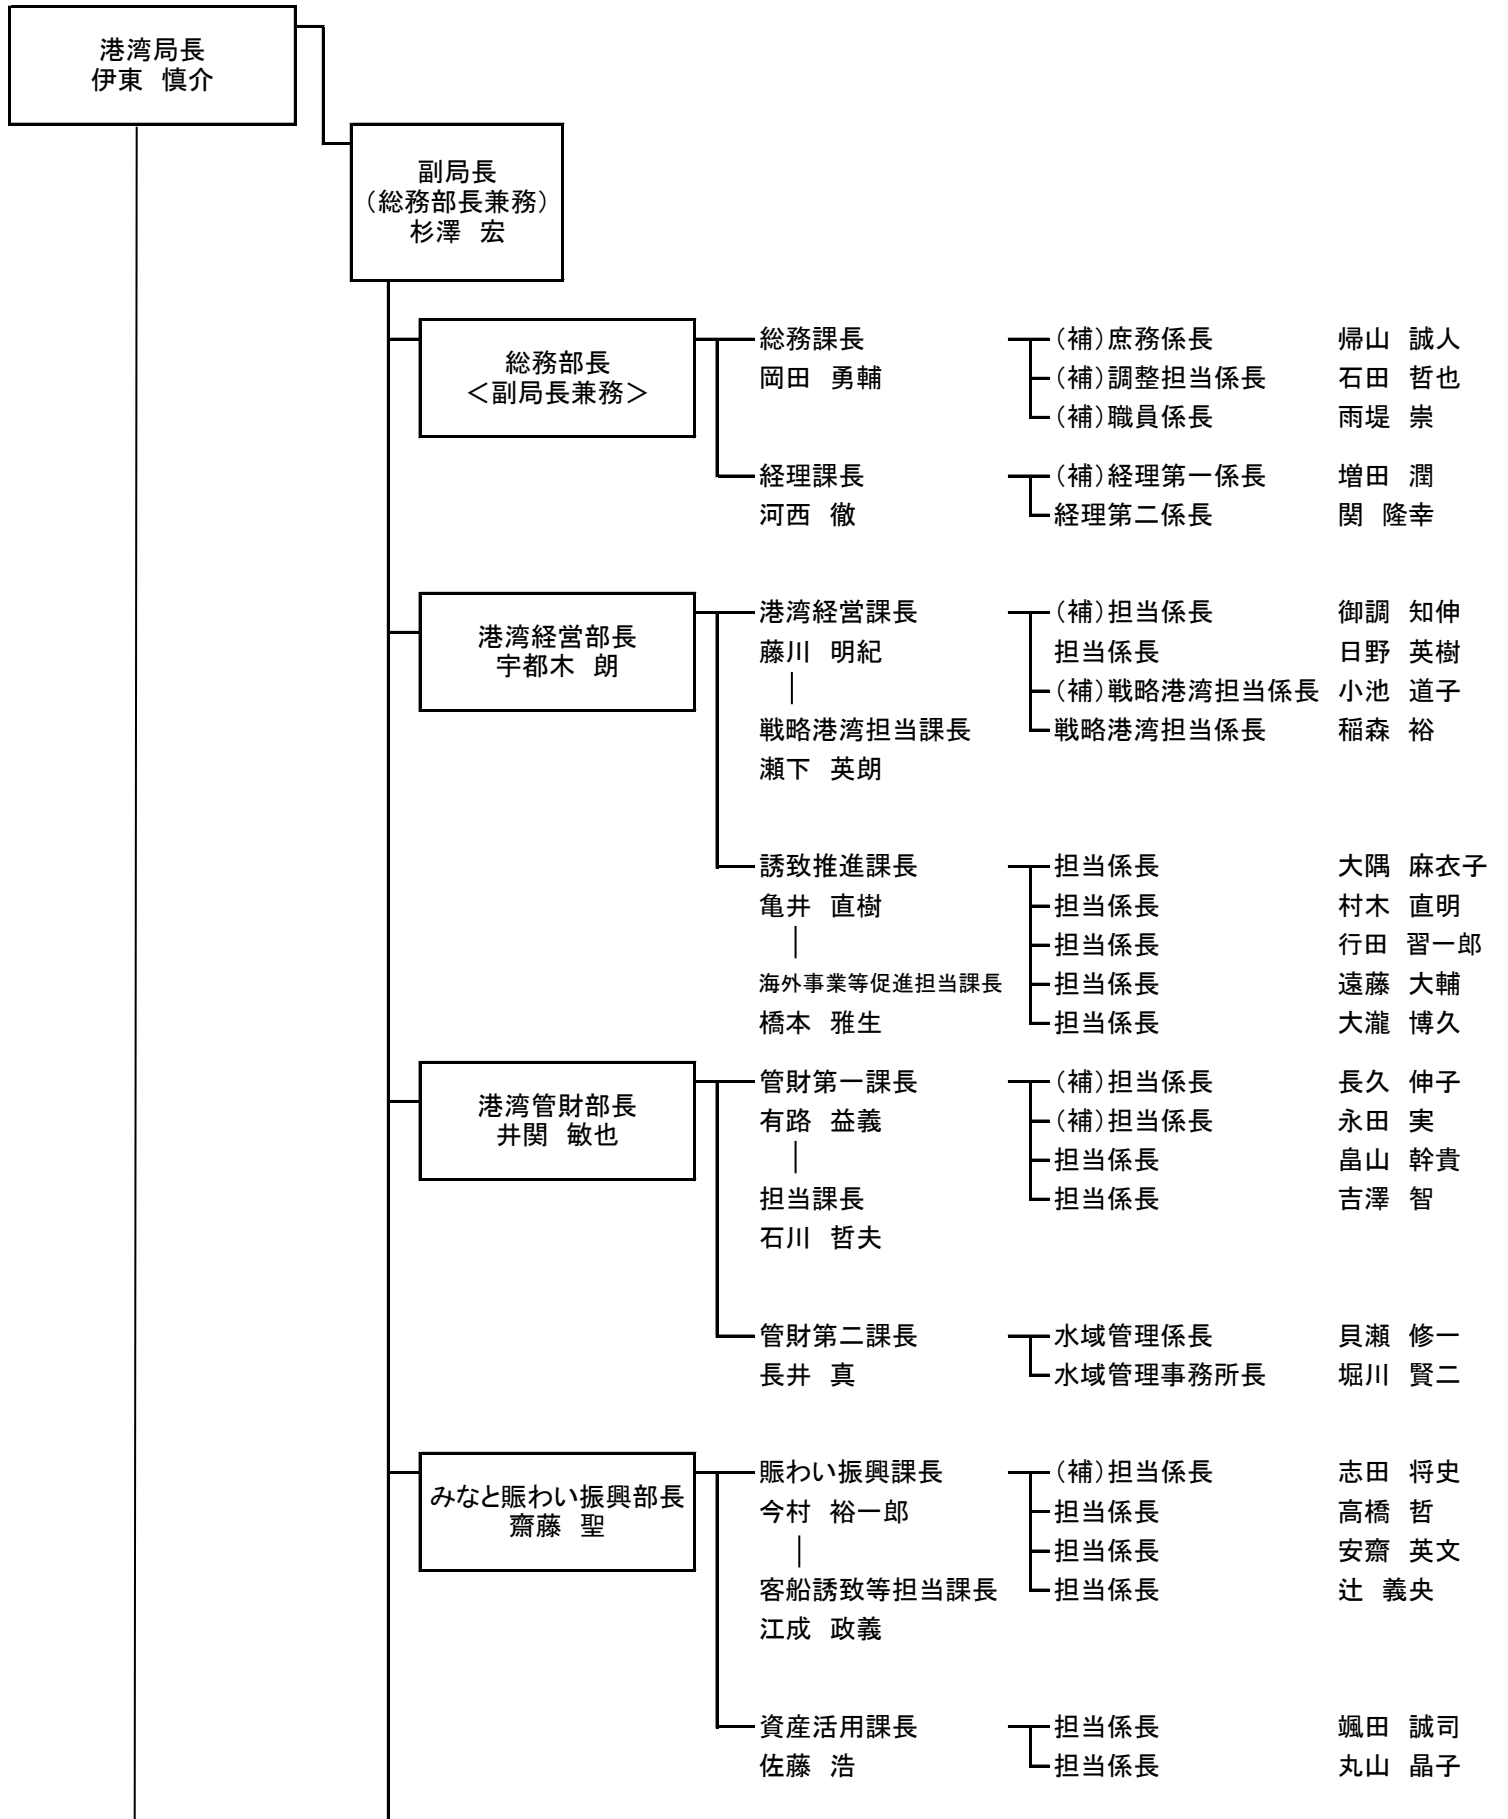 港湾局長
伊東　慎介
副局長
（総務部長兼務）
杉澤　宏
総務部長
＜副局長兼務＞
総務課長 （補）庶務係長 帰山　誠人
岡田　勇輔 （補）調整担当係長 石田　哲也
（補）職員係長 雨堤　崇
経理課長 （補）経理第一係長 増田　潤
河西　徹 経理第二係長 関　隆幸
港湾経営部長
宇都木　朗
港湾経営課長 （補）担当係長 御調　知伸
藤川　明紀 担当係長 日野　英樹
（補）戦略港湾担当係長 小池　道子
戦略港湾担当課長 戦略港湾担当係長 稲森　裕
瀬下　英朗
誘致推進課長 担当係長 大隅　麻衣子
亀井　直樹 担当係長 村木　直明
担当係長 行田　習一郎
海外事業等促進担当課長 担当係長 遠藤　大輔
橋本　雅生 担当係長 大瀧　博久
港湾管財部長
井関　敏也
管財第一課長 （補）担当係長 長久　伸子
有路　益義 （補）担当係長 永田　実
担当係長 畠山　幹貴
担当課長 担当係長 吉澤　智
石川　哲夫
管財第二課長 水域管理係長 貝瀬　修一
長井　真 水域管理事務所長 堀川　賢二
みなと賑わい振興部長
齋藤　聖
賑わい振興課長 （補）担当係長 志田　将史
今村　裕一郎 担当係長 高橋　哲
担当係長 安齋　英文
客船誘致等担当課長 担当係長 辻　義央
江成　政義
資産活用課長 担当係長 颯田　誠司
佐藤　浩 担当係長 丸山　晶子